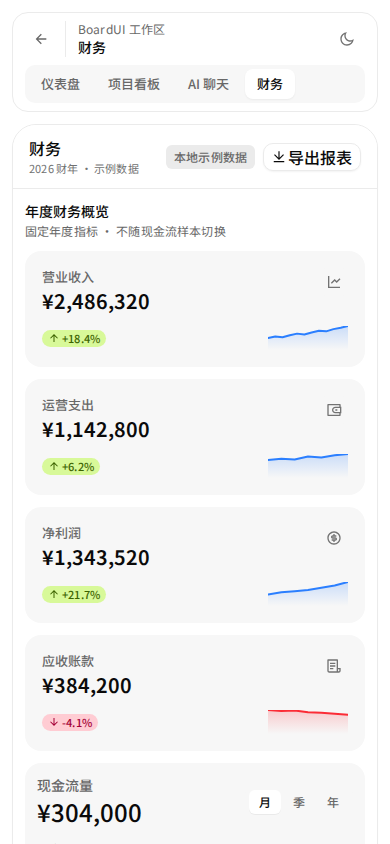 BoardUI 工作区
财务
仪表盘
项目看板
AI 聊天
财务
财务
2026 财年 • 示例数据
本地示例数据
导出报表
年度财务概览
固定年度指标 • 不随现金流样本切换
营业收入
¥2,486,320
+18.4%
运营支出
¥1,142,800
+6.2%
净利润
¥1,343,520
+21.7%
应收账款
¥384,200
-4.1%
现金流量
¥304,000
月
季
年